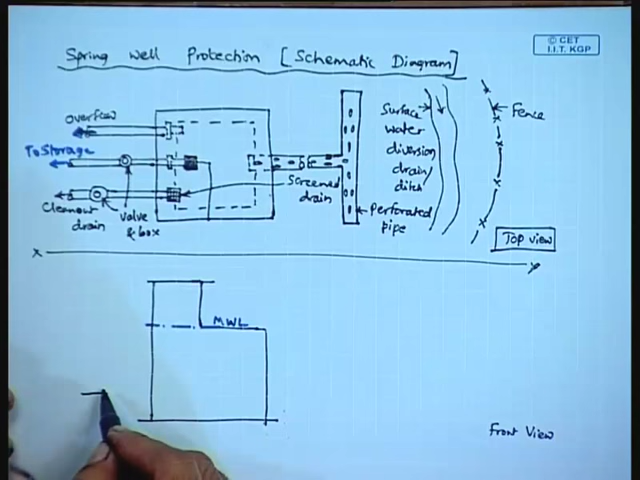 © CET
I.I.T. KGP
Spring well Protection [Schematic Diagram]
overflow
To Storage
Cleanout
drain
valve
& box
Screened
drain
Surface
water
diversion
drain/
dike
Perforated
pipe
Fence
Top view
MWL
Front View